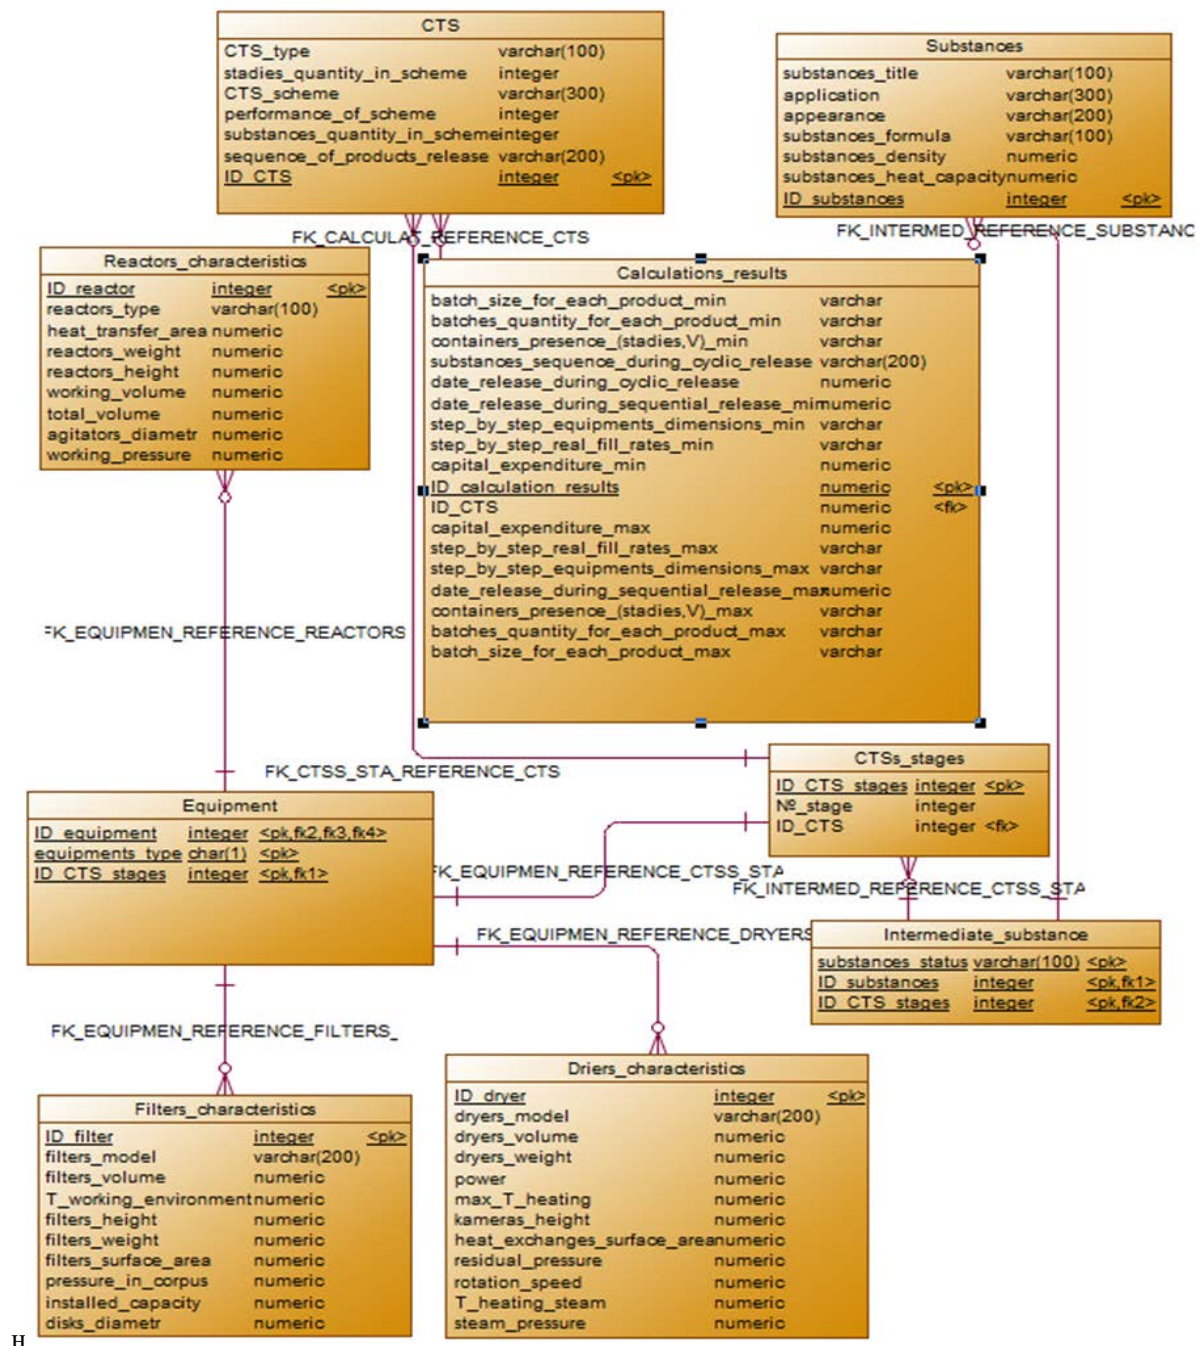 CTS
CTS_type varchar(100)
stadies_quantity_in_scheme integer
CTS_scheme varchar(300)
performance_of_scheme integer
substances_quantity_in_schemeinteger
sequence_of_products_release varchar(200)
ID_CTS integer <pk>
Substances
substances_title varchar(100)
application varchar(300)
appearance varchar(200)
substances_formula varchar(100)
substances_density numeric
substances_heat_capacitynumeric
ID_substances integer <pk>
FK_CALCULAT_REFERENCE_CTS
FK_INTERMED_REFERENCE_SUBSTANC
Reactors_characteristics
ID_reactor integer <pk>
reactors_type varchar(100)
heat_transfer_area numeric
reactors_weight numeric
reactors_height numeric
working_volume numeric
total_volume numeric
agitators_diametr numeric
working_pressure numeric
Calculations_results
batch_size_for_each_product_min varchar
batches_quantity_for_each_product_min varchar
containers_presence_(stadies,V)_min varchar
substances_sequence_during_cyclic_release varchar(200)
date_release_during_cyclic_release numeric
date_release_during_sequential_release_minnumeric
step_by_step_equipments_dimensions_min varchar
step_by_step_real_fill_rates_min varchar
capital_expenditure_min numeric
ID_calculation_results numeric <pk>
ID_CTS numeric <fk>
capital_expenditure_max numeric
step_by_step_real_fill_rates_max varchar
step_by_step_equipments_dimensions_max varchar
date_release_during_sequential_release_maxnumeric
containers_presence_(stadies,V)_max varchar
batches_quantity_for_each_product_max varchar
batch_size_for_each_product_max varchar
FK_EQUIPMEN_REFERENCE_REACTORS
FK_CTSS_STA_REFERENCE_CTS
CTSs_stages
ID_CTS_stages integer <pk>
№_stage integer
ID_CTS integer <fk>
Equipment
ID_equipment integer <pk,fk2,fk3,fk4>
equipments_type char(1) <pk>
ID_CTS_stages integer <pk,fk1>
FK_EQUIPMEN_REFERENCE_CTSS_STA
FK_INTERMED_REFERENCE_CTSS_STA
FK_EQUIPMEN_REFERENCE_DRYERS
Intermediate_substance
substances_status varchar(100) <pk>
ID_substances integer <pk,fk1>
ID_CTS_stages integer <pk,fk2>
FK_EQUIPMEN_REFERENCE_FILTERS_
Filters_characteristics
ID_filter integer <pk>
filters_model varchar(200)
filters_volume numeric
T_working_environmentnumeric
filters_height numeric
filters_weight numeric
filters_surface_area numeric
pressure_in_corpus numeric
installed_capacity numeric
disks_diametr numeric
Driers_characteristics
ID_dryer integer <pk>
dryers_model varchar(200)
dryers_volume numeric
dryers_weight numeric
power numeric
max_T_heating numeric
kameras_height numeric
heat_exchanges_surface_areanumeric
residual_pressure numeric
rotation_speed numeric
T_heating_steam numeric
steam_pressure numeric
H